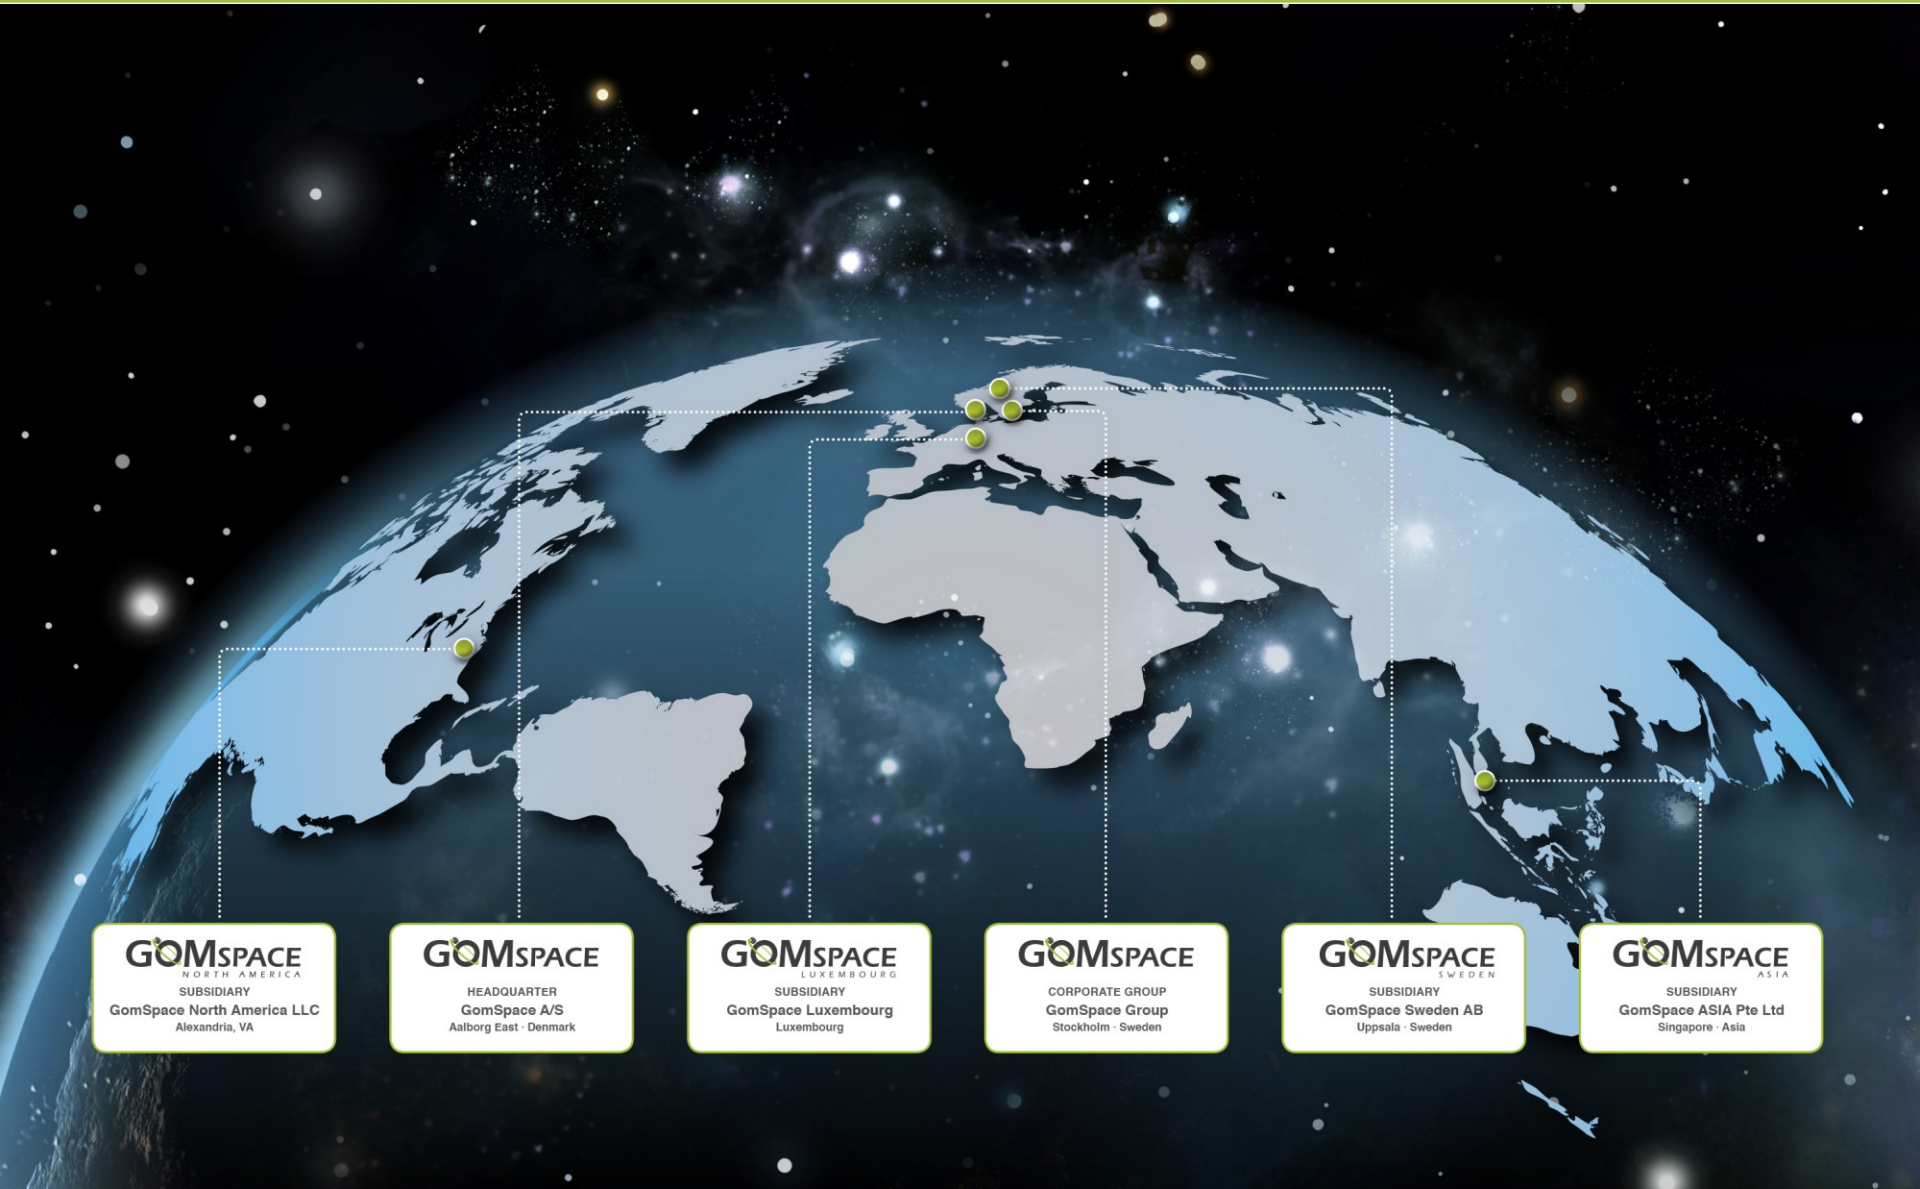 GOMSPACE
NORTH AMERICA
SUBSIDIARY
GomSpace North America LLC
Alexandria, VA
GOMSPACE
HEADQUARTER
GomSpace A/S
Aalborg East · Denmark
GOMSPACE
LUXEMBOURG
SUBSIDIARY
GomSpace Luxembourg
Luxembourg
GOMSPACE
CORPORATE GROUP
GomSpace Group
Stockholm · Sweden
GOMSPACE
SWEDEN
SUBSIDIARY
GomSpace Sweden AB
Uppsala · Sweden
GOMSPACE
ASIA
SUBSIDIARY
GomSpace ASIA Pte Ltd
Singapore · Asia